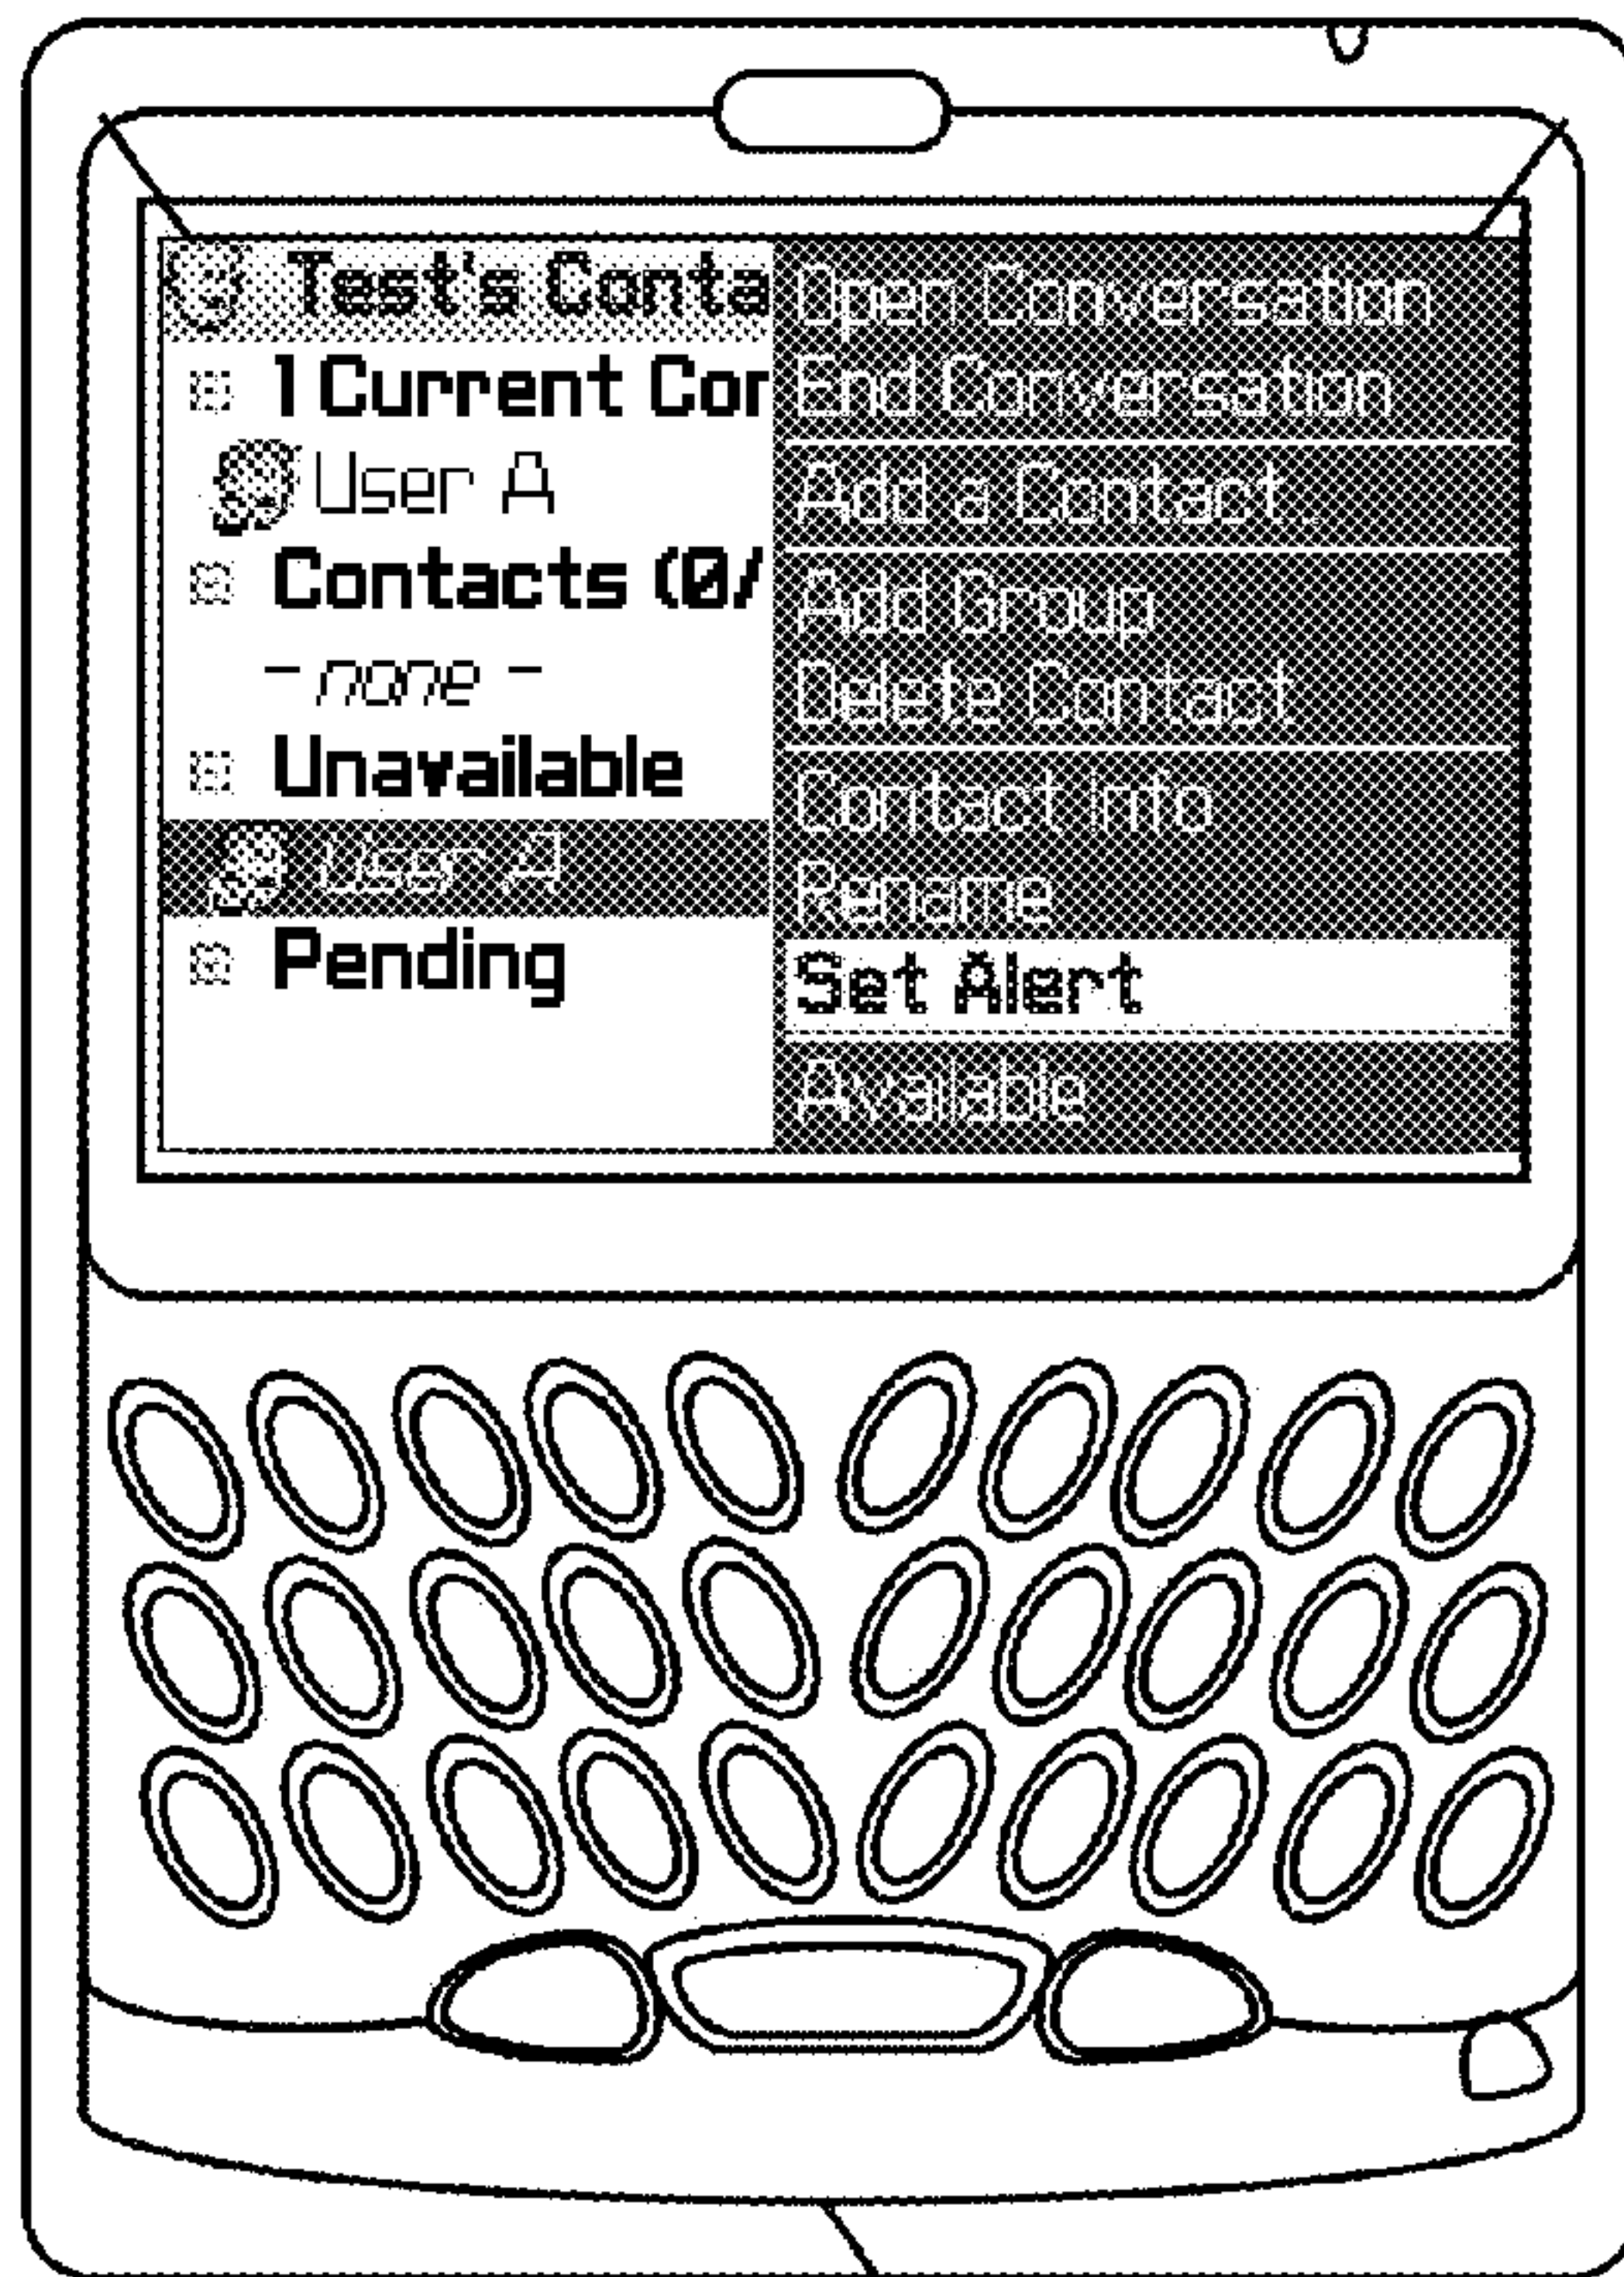 Test's Conta
1 Current Cor
User A
Contacts (0/
- none -
Unavailable
User A
Pending
Open Conversation
End Conversation
Add a Contact
Add Group
Delete Contact
Contact Info
Rename
Set Alert
Available